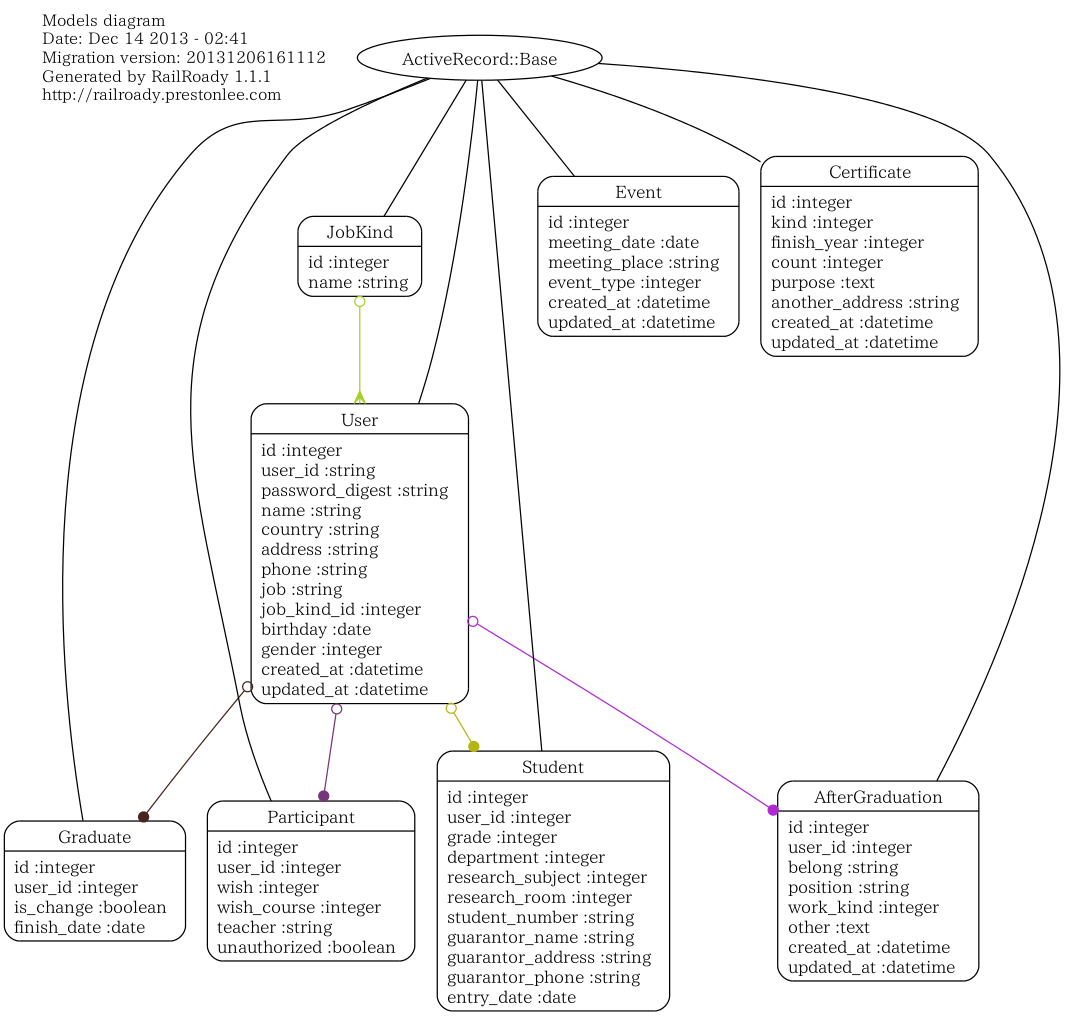 Models diagram
Date: Dec 14 2013 - 02:41
Migration version: 20131206161112
Generated by RailRoady 1.1.1
http://railroady.prestonlee.com
ActiveRecord::Base
JobKind
id :integer
name :string
Event
id :integer
meeting_date :date
meeting_place :string
event_type :integer
created_at :datetime
updated_at :datetime
Certificate
id :integer
kind :integer
finish_year :integer
count :integer
purpose :text
another_address :string
created_at :datetime
updated_at :datetime
User
id :integer
user_id :string
password_digest :string
name :string
country :string
address :string
phone :string
job :string
job_kind_id :integer
birthday :date
gender :integer
created_at :datetime
updated_at :datetime
Graduate
id :integer
user_id :integer
is_change :boolean
finish_date :date
Participant
id :integer
user_id :integer
wish :integer
wish_course :integer
teacher :string
unauthorized :boolean
Student
id :integer
user_id :integer
grade :integer
department :integer
research_subject :integer
research_room :integer
student_number :string
guarantor_name :string
guarantor_address :string
guarantor_phone :string
entry_date :date
AfterGraduation
id :integer
user_id :integer
belong :string
position :string
work_kind :integer
other :text
created_at :datetime
updated_at :datetime